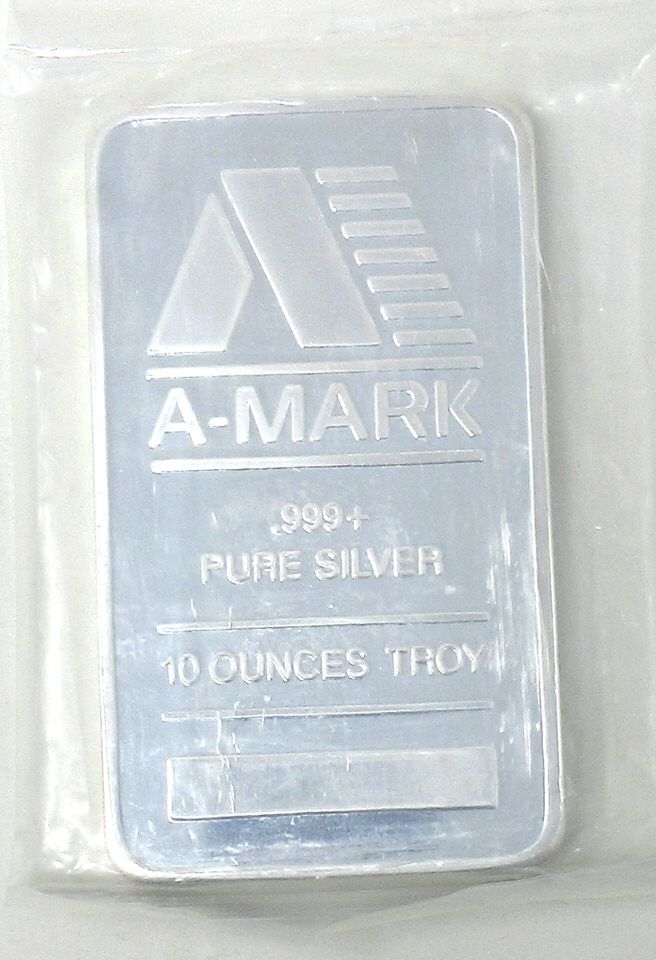 A-MARK
.999+
PURE SILVER
10 OUNCES TROY